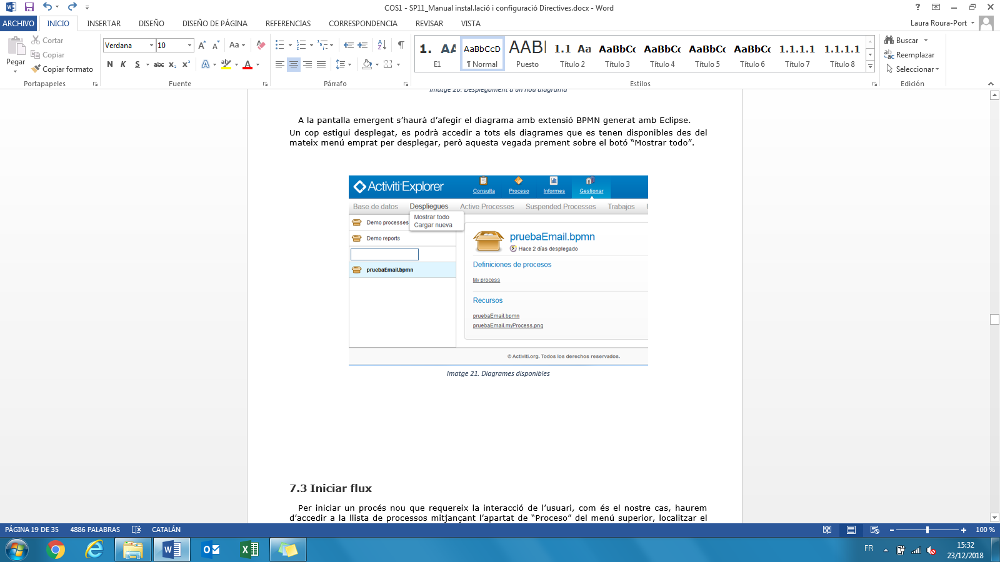 COS1 - SP11_Manual instal.lació i configuració Directives.docx - Word
ARCHIVO INICIO INSERTAR DISEÑO DISEÑO DE PÁGINA REFERENCIAS CORRESPONDENCIA REVISAR VISTA Laura Roura-Port
Pegar
Cortar
Copiar
Copiar formato
Portapapeles
Verdana 10
N K S abc x₂ x²
Fuente
Párrafo
1. AA E1
AaBbCcD ¶ Normal
AABI Puesto
1.1 Aa Título 2
AaBbCc Título 3
AaBbCc Título 4
AaBbCc Título 5
AaBbCc Título 6
1.1.1.1 Título 7
1.1.1.1 Título 8
Estilos
Buscar
Reemplazar
Seleccionar
Edición
Imatge 20. Desplegament d'un nou diagrama
A la pantalla emergent s’haurà d’afegir el diagrama amb extensió BPMN generat amb Eclipse.
Un cop estigui desplegat, es podrà accedir a tots els diagrames que es tenen disponibles des del
mateix menú emprat per desplegar, però aquesta vegada prement sobre el botó “Mostrar todo”.
Activiti Explorer
Consulta Proceso Informes Gestionar
Base de datos Despliegues Active Processes Suspended Processes Trabajos
Mostrar todo
Cargar nueva
Demo processes
Demo reports
pruebaEmail.bpmn
pruebaEmail.bpmn
Hace 2 días desplegado
Definiciones de procesos
My process
Recursos
pruebaEmail.bpmn
pruebaEmail.myProcess.png
© Activiti.org. Todos los derechos reservados.
Imatge 21. Diagrames disponibles
7.3 Iniciar flux
Per iniciar un procés nou que requereix la interacció de l’usuari, com és el nostre cas, haurem
d’accedir a la llista de processos mitjançant l’apartat de “Proceso” del menú superior, localitzar el
PÁGINA 19 DE 35 4886 PALABRAS CATALÁN 100 %
FR 15:32
23/12/2018